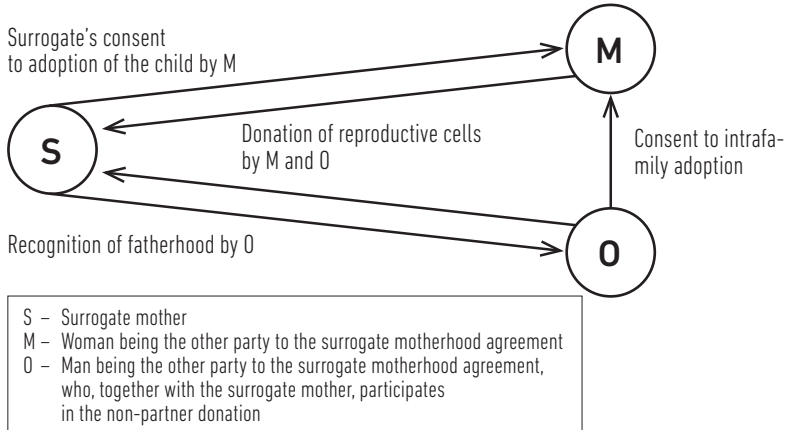 Surrogate's consent
to adoption of the child by M
M
Donation of reproductive cells
by M and O
Consent to intrafa-
mily adoption
S
Recognition of fatherhood by O
O
S – Surrogate mother
M – Woman being the other party to the surrogate motherhood agreement
O – Man being the other party to the surrogate motherhood agreement,
who, together with the surrogate mother, participates
in the non-partner donation